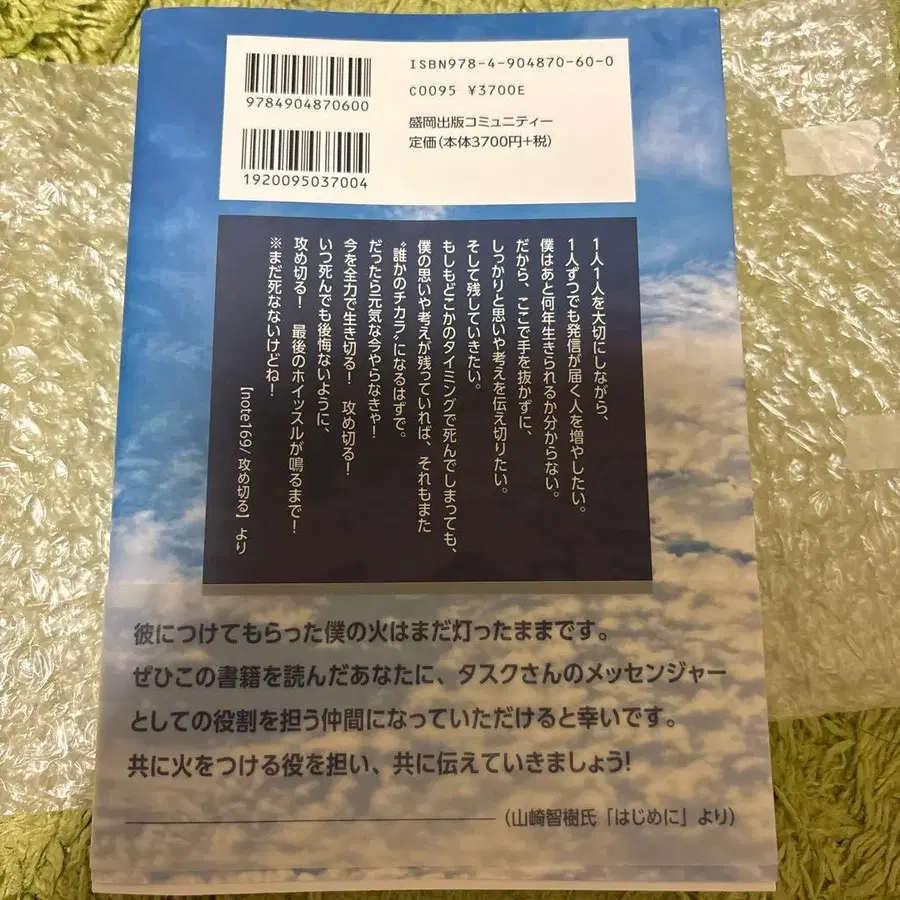 ISBN978-4-904870-60-0
C0095 ¥3700E
盛岡出版コミュニティー
定価(本体3700円+税)
9784904870600
1920095037004
1人1人を大切にしながら、
1人ずつでも発信が届く人を増やしたい。
僕はあと何年生きられるか分からない。
だから、ここで手を抜かずに、
しっかりと思いや考えを伝え切りたい。
そして残していきたい。
もしもどこかのタイミングで死んでしまっても、
僕の思いや考えが残っていれば、それもまた
“誰かのチカラ”になるはずで。
だったら元気な今やらなきゃ!
今を全力で生き切る! 攻め切る!
いつ死んでも後悔ないように、
攻め切る! 最後のホイッスルが鳴るまで!
※まだ死なないけどね!
【note169/ 攻め切る】より
彼につけてもらった僕の火はまだ灯ったままです。
ぜひこの書籍を読んだあなたに、タスクさんのメッセンジャー
としての役割を担う仲間になっていただけると幸いです。
共に火をつける役を担い、共に伝えていきましょう!
(山崎智樹氏「はじめに」より)